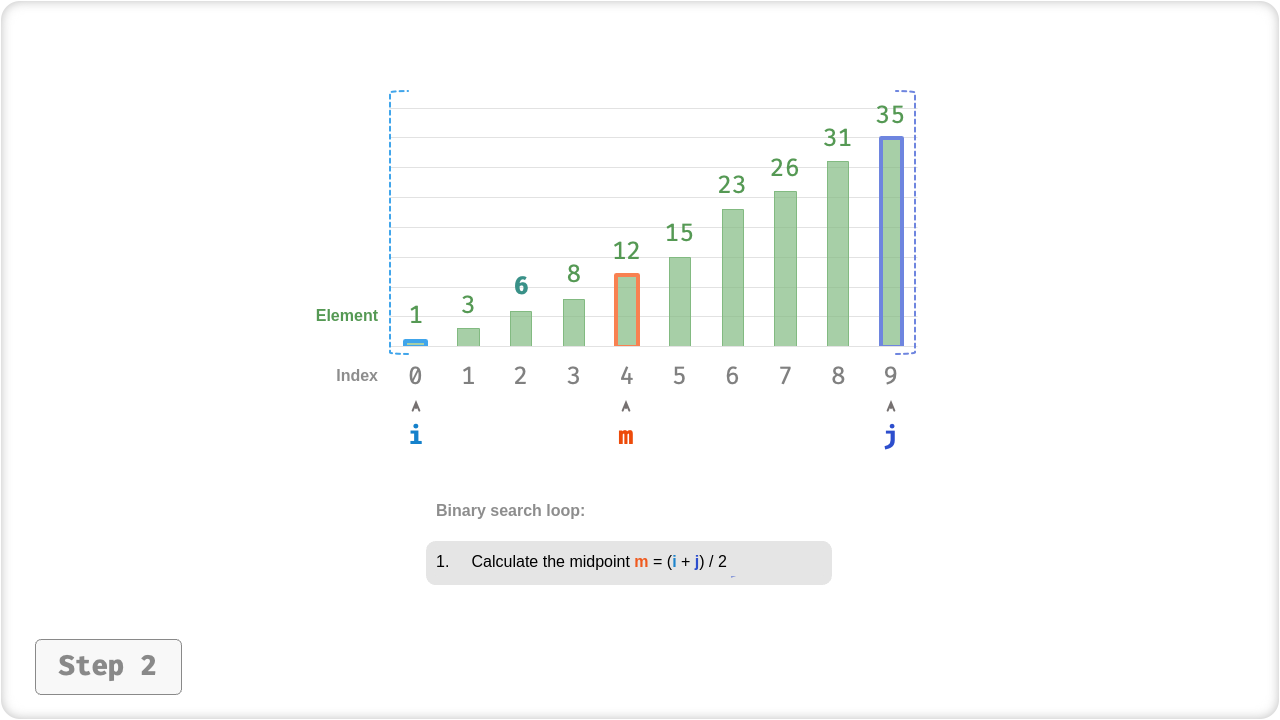 35
31
26
23
15
12
8
6
3
Element 1
Index 0 1 2 3 4 5 6 7 8 9
i m j
Binary search loop:
1. Calculate the midpoint m = (i + j) / 2
Step 2